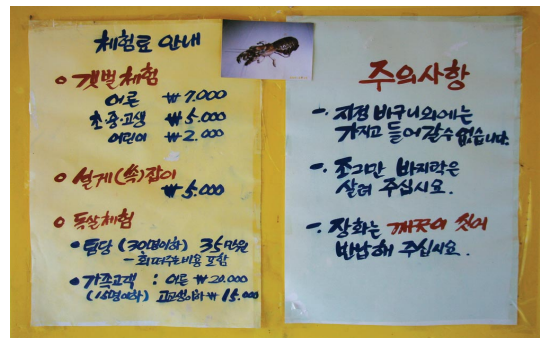 체험료 안내
○ 갯벌체험
어른 ₩7.000
초.중.고생 ₩5.000
어린이 ₩2.000
○ 설게(쏙)잡이
₩5.000
○ 독살체험
• 팀당 (30명이하) 35만원
- 회떠주는비용 포함
• 가족고객 : 어른 ₩20.000
(15명이하) 고교생이하 ₩15.000
주의사항
-. 지정 바구니외에는
가지고 들어갈수 없습니다.
-. 조그만 바지락은
살려 주십시요.
-. 장화는 깨끗이 씻어
반납해 주십시요.